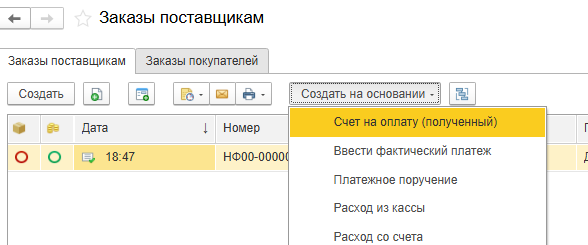 Заказы поставщикам
Заказы поставщикам Заказы покупателей
Создать Создать на основании
Дата ↓ Номер
18:47 НФ00-00000
Счет на оплату (полученный)
Ввести фактический платеж
Платежное поручение
Расход из кассы
Расход со счета